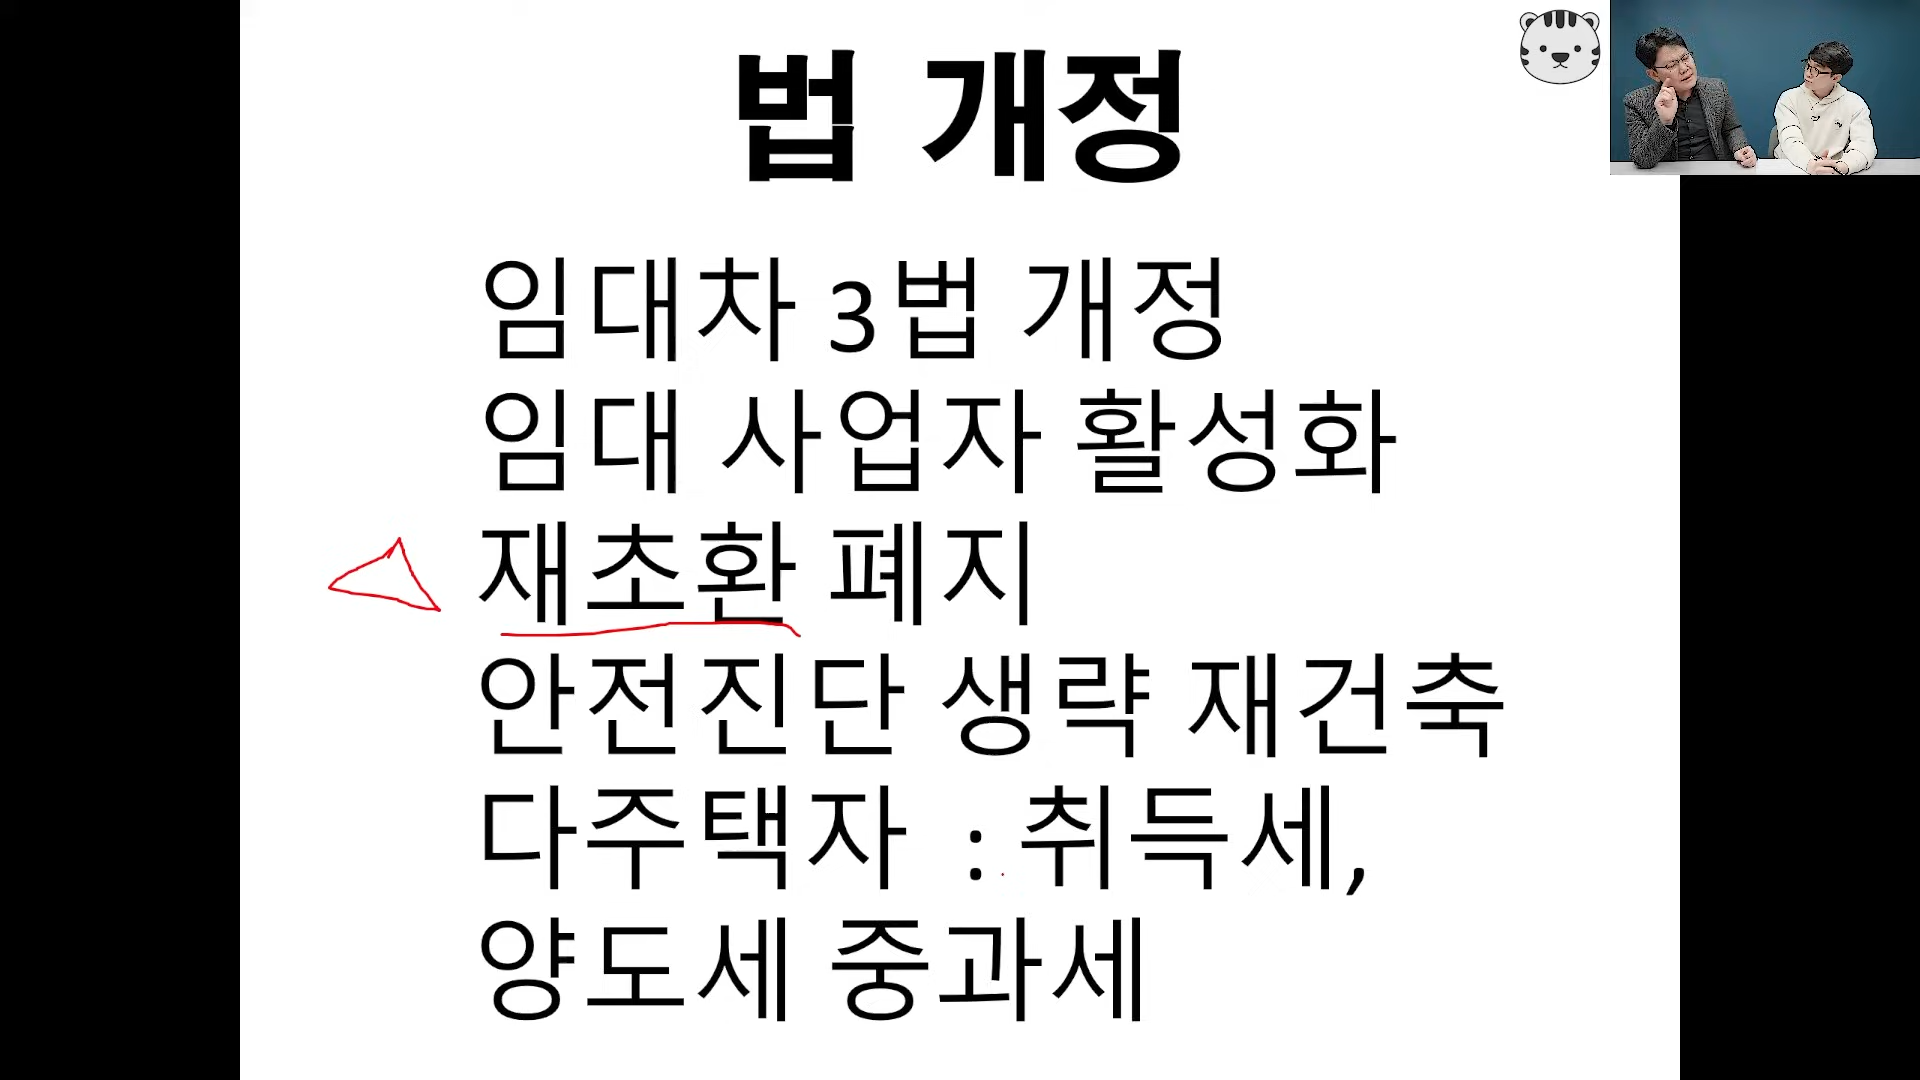 법 개정
임대차 3법 개정
임대 사업자 활성화
재초환 폐지
안전진단 생략 재건축
다주택자 : 취득세,
양도세 중과세